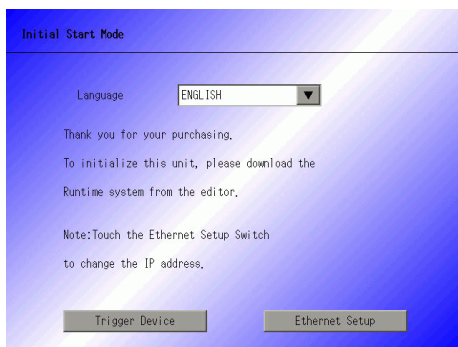 Initial Start Mode
Language ENGLISH
Thank you for your purchasing.
To initialize this unit, please download the
Runtime system from the editor.
Note:Touch the Ethernet Setup Switch
to change the IP address.
Trigger Device Ethernet Setup